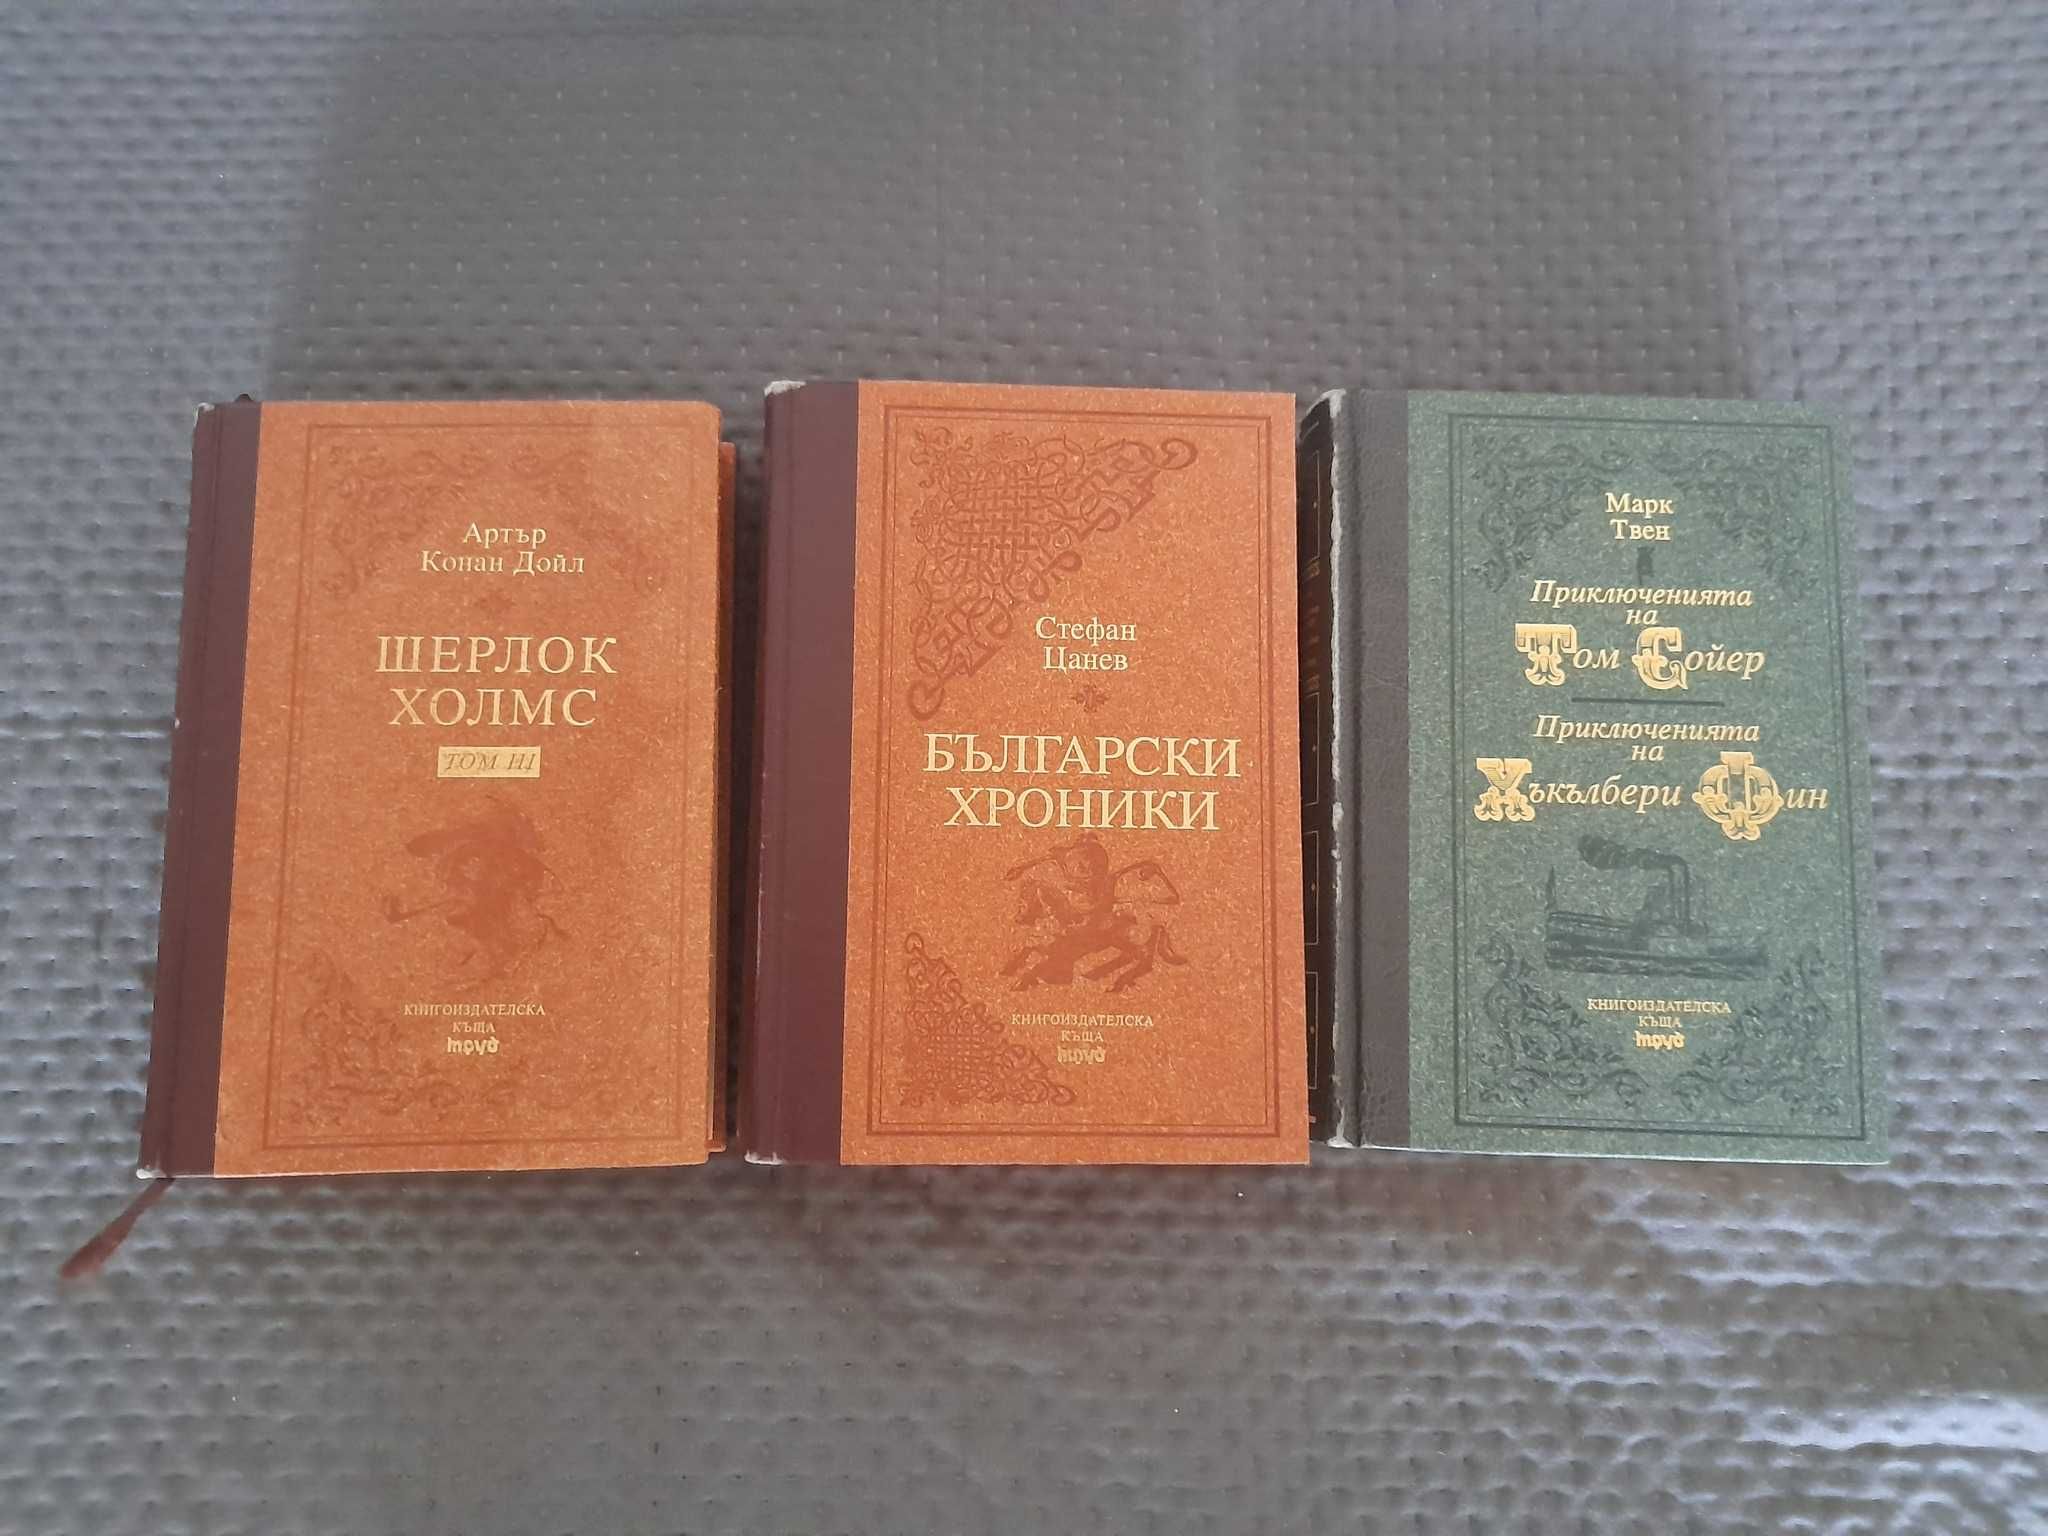 Артър
Конан Дойл
ШЕРЛОК
ХОЛМС
ТОМ III
КНИГОИЗДАТЕЛСКА
КЪЩА
труд
Стефан
Цанев
БЪЛГАРСКИ
ХРОНИКИ
КНИГОИЗДАТЕЛСКА
КЪЩА
труд
Марк
Твен
Приключенията
на
Том Сойер
Приключенията
на
Хъкълбери Фин
КНИГОИЗДАТЕЛСКА
КЪЩА
труд